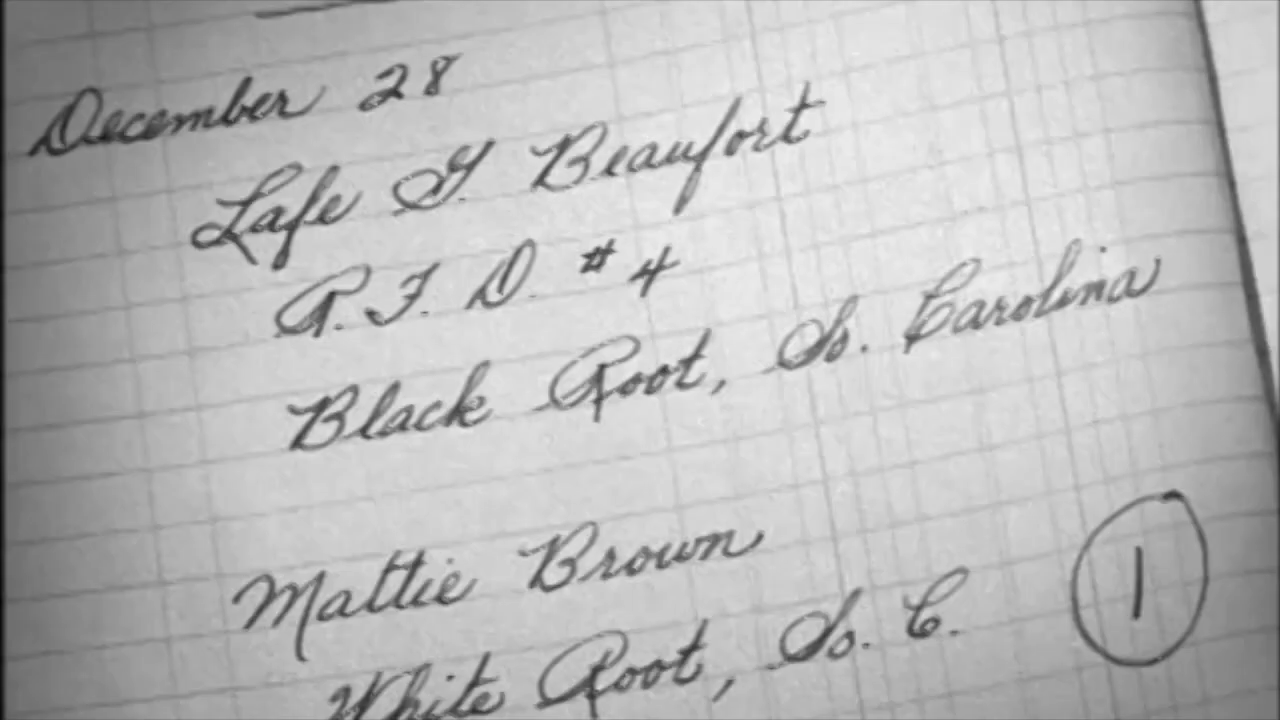 December 28
Lafe G. Beaufort
R. F. D. # 4
Black Root, So. Carolina
Mattie Brown
1
White Root, So. C.